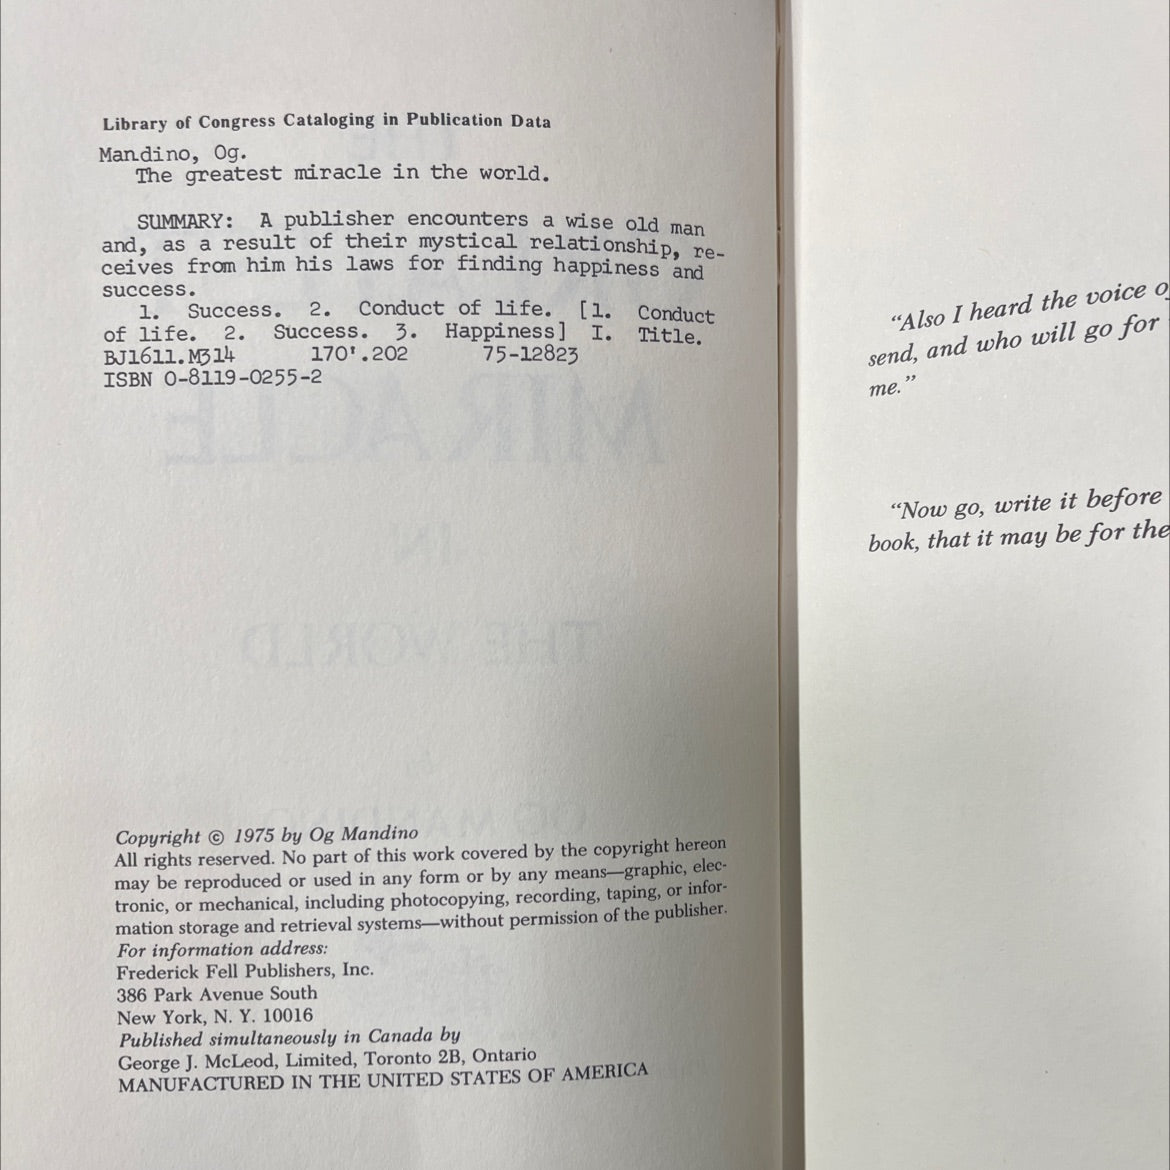 Library of Congress Cataloging in Publication Data
Mandino, Og.
The greatest miracle in the world.
SUMMARY: A publisher encounters a wise old man
and, as a result of their mystical relationship, re-
ceives from him his laws for finding happiness and
success.
1. Success. 2. Conduct of life. [1. Conduct
of life. 2. Success. 3. Happiness] I. Title.
BJ1611.M314 170'.202 75-12823
ISBN 0-8119-0255-2
Copyright © 1975 by Og Mandino
All rights reserved. No part of this work covered by the copyright hereon
may be reproduced or used in any form or by any means—graphic, elec-
tronic, or mechanical, including photocopying, recording, taping, or infor-
mation storage and retrieval systems—without permission of the publisher.
For information address:
Frederick Fell Publishers, Inc.
386 Park Avenue South
New York, N. Y. 10016
Published simultaneously in Canada by
George J. McLeod, Limited, Toronto 2B, Ontario
MANUFACTURED IN THE UNITED STATES OF AMERICA
“Also I heard the voice
send, and who will go for
me.”
“Now go, write it before
book, that it may be for the